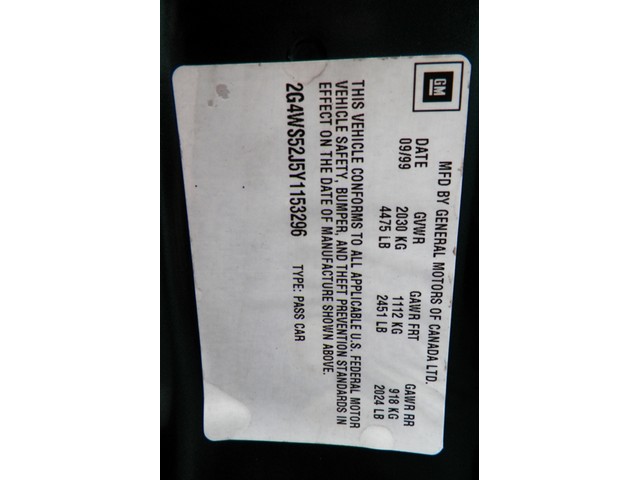 GM
MFD BY GENERAL MOTORS OF CANADA LTD.
DATE GVWR GAWR FRT GAWR RR
09/99 2030 KG 1112 KG 918 KG
4475 LB 2451 LB 2024 LB
THIS VEHICLE CONFORMS TO ALL APPLICABLE U.S. FEDERAL MOTOR
VEHICLE SAFETY, BUMPER, AND THEFT PREVENTION STANDARDS IN
EFFECT ON THE DATE OF MANUFACTURE SHOWN ABOVE.
2G4WS52J5Y1153296 TYPE: PASS CAR